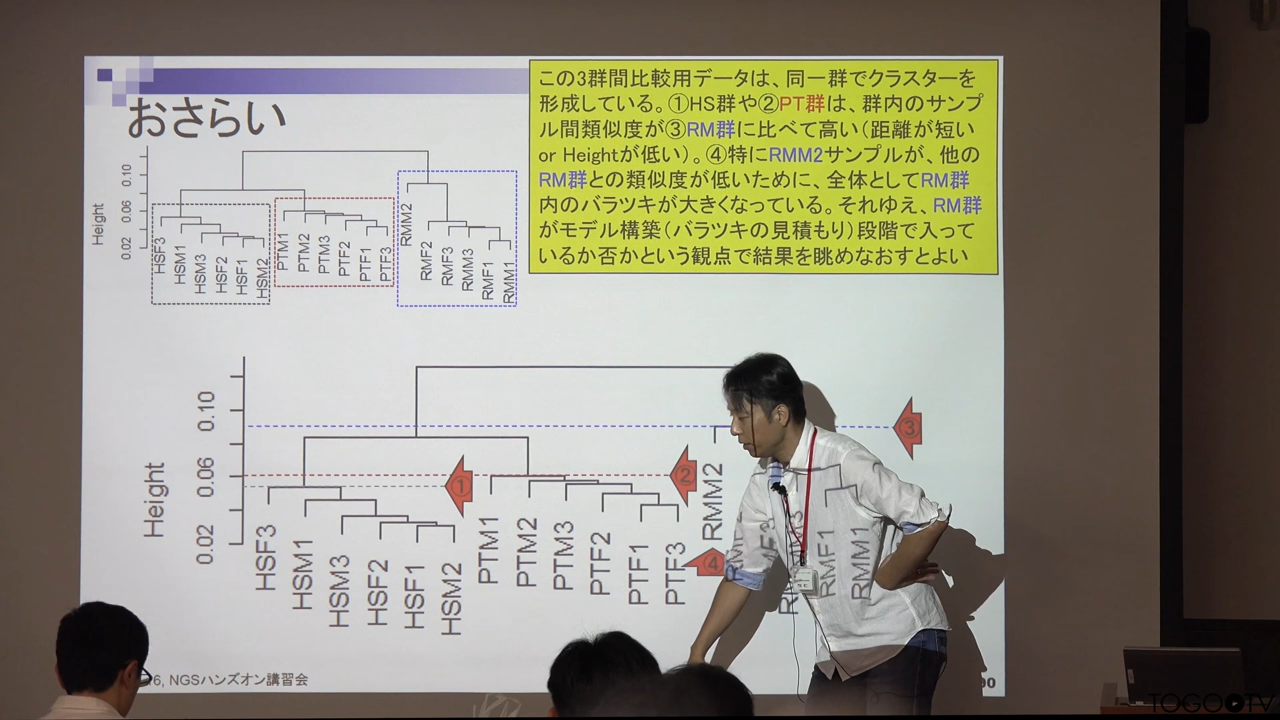 おさらい
この3群間比較用データは、同一群でクラスターを
形成している。①HS群や②PT群は、群内のサンプ
ル間類似度が③RM群に比べて高い(距離が短い
or Heightが低い)。④特にRMM2サンプルが、他の
RM群との類似度が低いために、全体としてRM群
内のバラツキが大きくなっている。それゆえ、RM群
がモデル構築(バラツキの見積もり)段階で入って
いるか否かという観点で結果を眺めなおすとよい
Height
0.10
0.06
0.02
HSF3
HSM1
HSM3
HSF2
HSF1
HSM2
PTM1
PTM2
PTM3
PTF2
PTF1
PTF3
RMM2
RMF2
RMF3
RMM3
RMF1
RMM1
Height
0.10
0.06
0.02
①
②
③
④
HSF3
HSM1
HSM3
HSF2
HSF1
HSM2
PTM1
PTM2
PTM3
PTF2
PTF1
PTF3
RMM2
RMF1
RMM1
6, NGSハンズオン講習会
TOGOTV